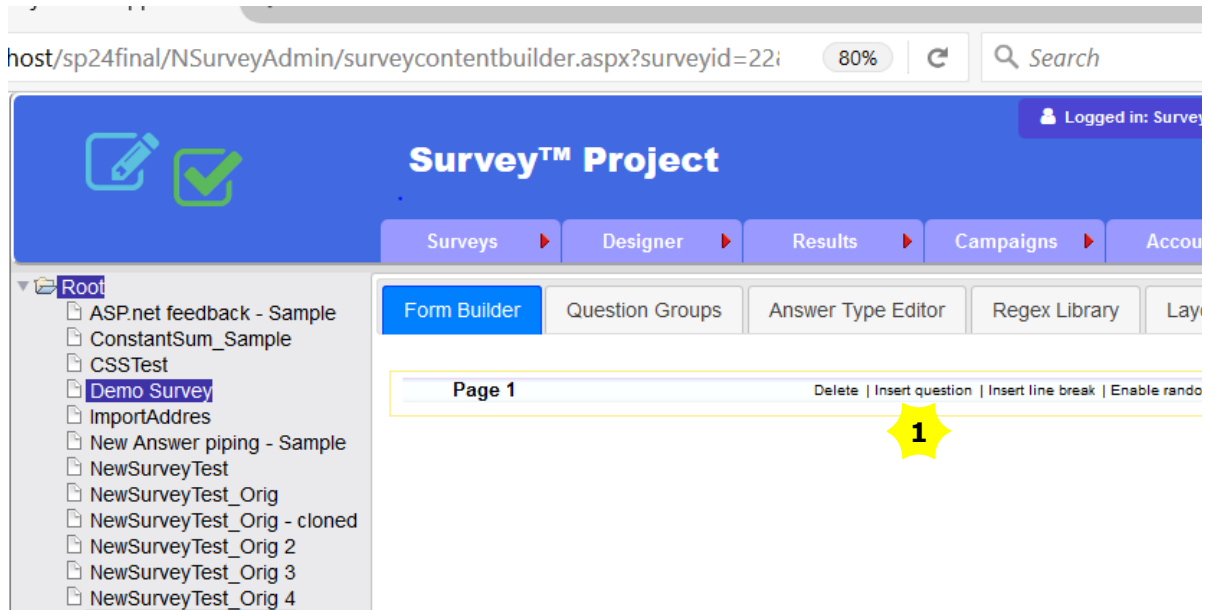 host/sp24final/NSurveyAdmin/surveycontentbuilder.aspx?surveyid=22& 80% Search
Logged in: Survey
Survey™ Project
Surveys Designer Results Campaigns Accou
Root
ASP.net feedback - Sample
ConstantSum_Sample
CSSTest
Demo Survey
ImportAddres
New Answer piping - Sample
NewSurveyTest
NewSurveyTest_Orig
NewSurveyTest_Orig - cloned
NewSurveyTest_Orig 2
NewSurveyTest_Orig 3
NewSurveyTest_Orig 4
Form Builder Question Groups Answer Type Editor Regex Library Lay
Page 1 Delete | Insert question | Insert line break | Enable rando
1